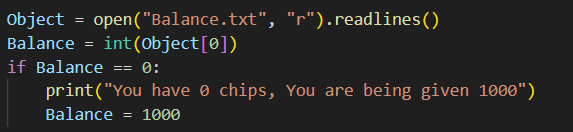 Object = open("Balance.txt", "r").readlines()
Balance = int(Object[0])
if Balance == 0:
    print("You have 0 chips, You are being given 1000")
    Balance = 1000